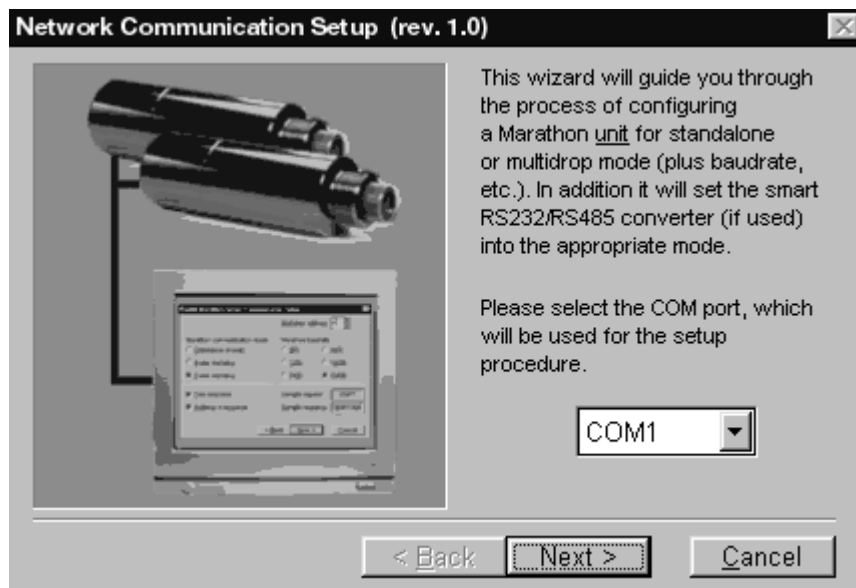 Network Communication Setup (rev. 1.0)
This wizard will guide you through
the process of configuring
a Marathon unit for standalone
or multidrop mode (plus baudrate,
etc.). In addition it will set the smart
RS232/RS485 converter (if used)
into the appropriate mode.
Please select the COM port, which
will be used for the setup
procedure.
COM1
< Back
Next >
Cancel